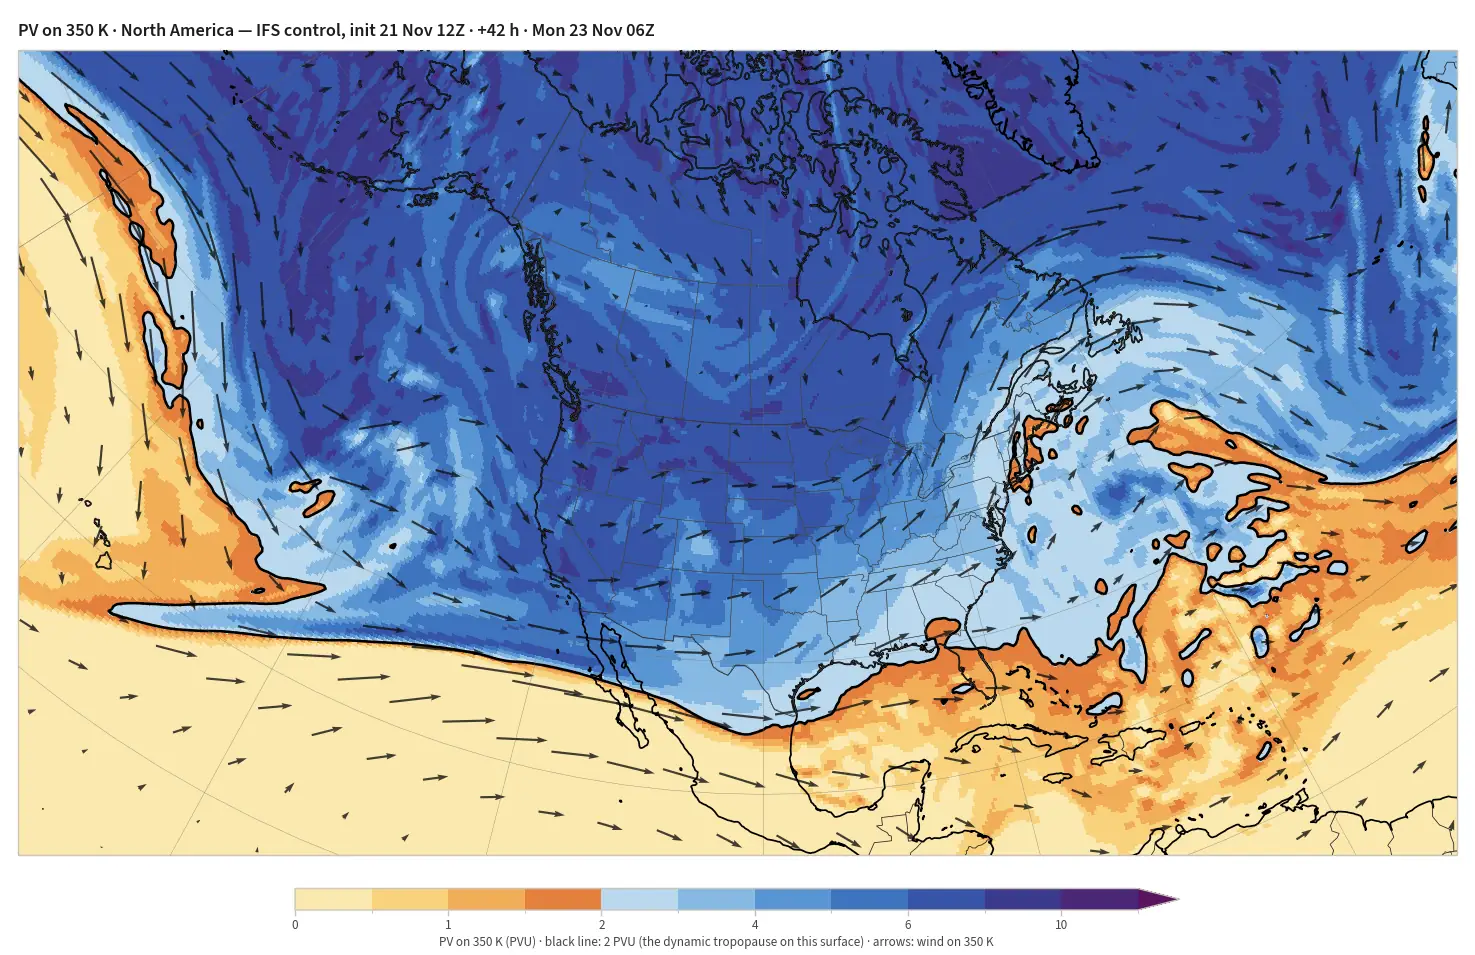 PV on 350 K · North America — IFS control, init 21 Nov 12Z · +42 h · Mon 23 Nov 06Z
0 1 2 4 6 10
PV on 350 K (PVU) · black line: 2 PVU (the dynamic tropopause on this surface) · arrows: wind on 350 K